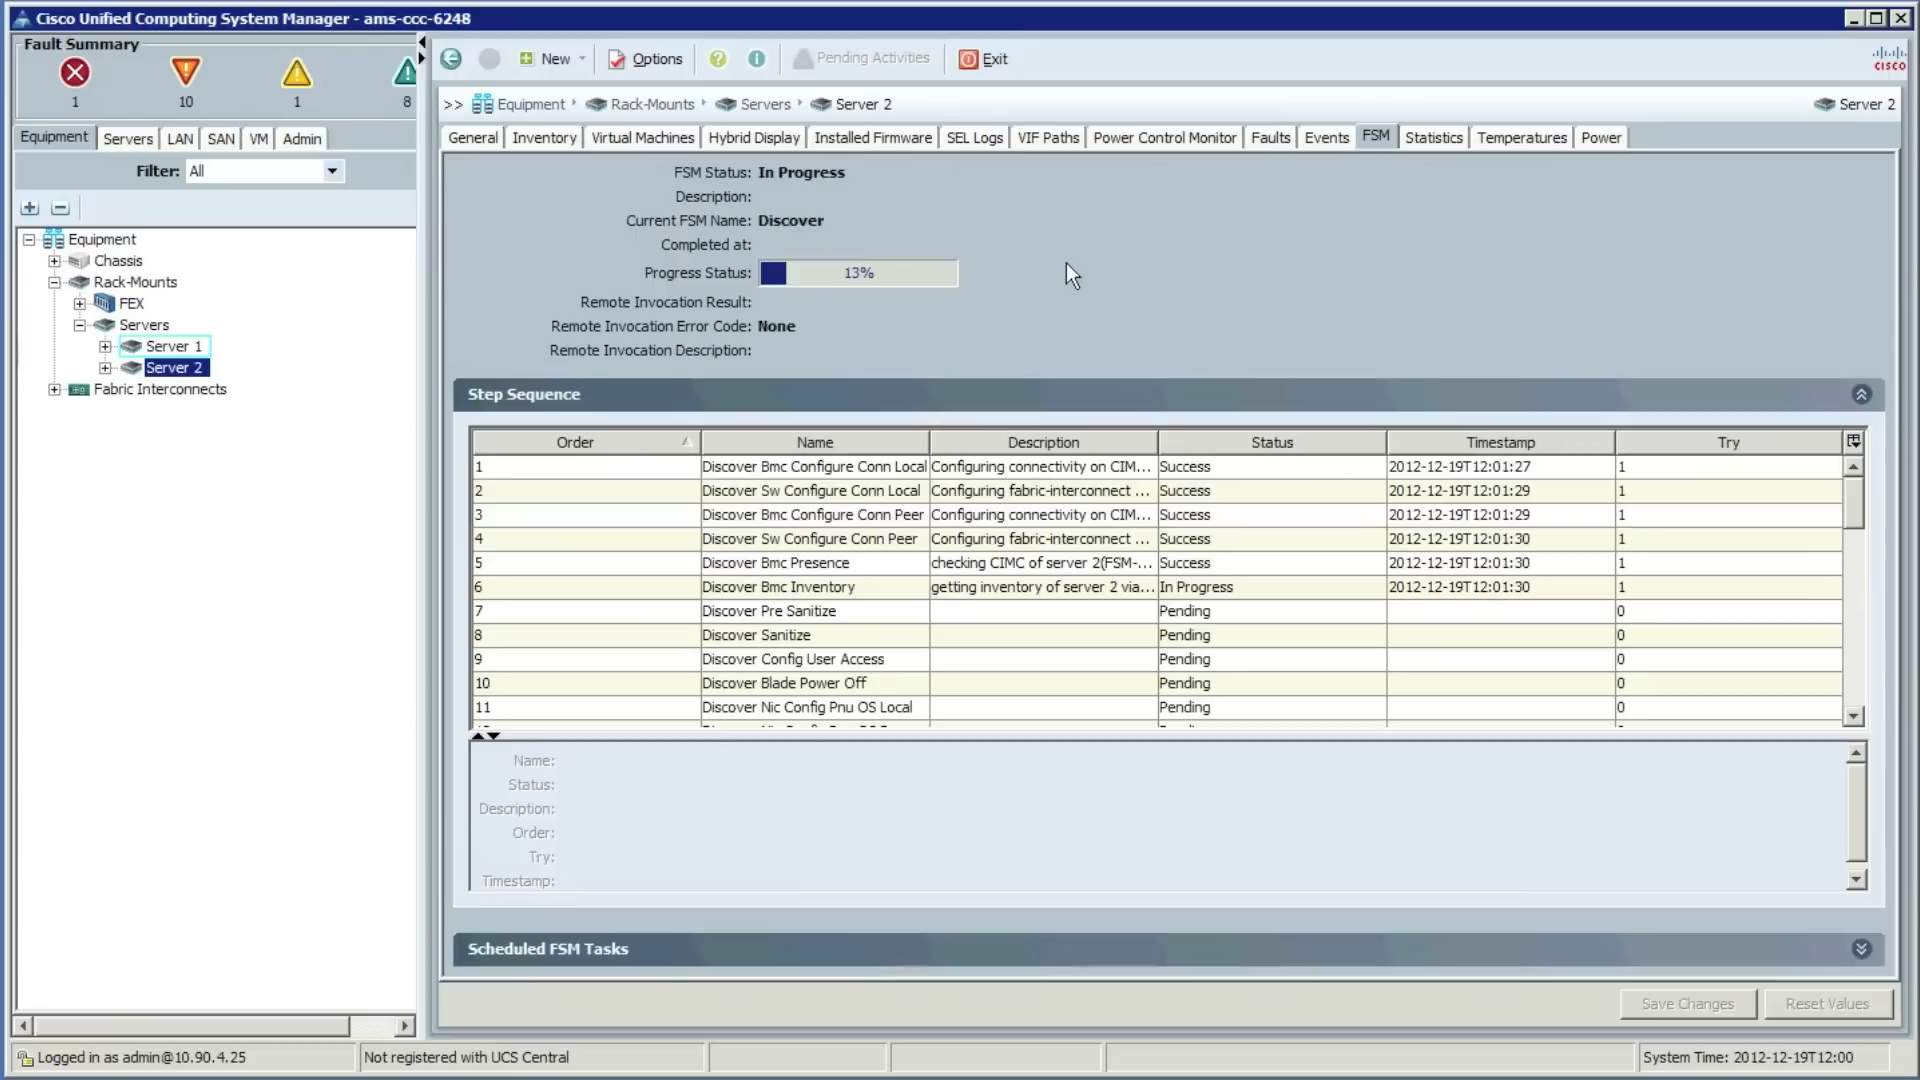 Cisco Unified Computing System Manager - ams-ccc-6248
Fault Summary
1 10 1 8
New Options Pending Activities Exit
CISCO
>> Equipment Rack-Mounts Servers Server 2 Server 2
Equipment Servers LAN SAN VM Admin
General Inventory Virtual Machines Hybrid Display Installed Firmware SEL Logs VIF Paths Power Control Monitor Faults Events FSM Statistics Temperatures Power
Filter: All
Equipment
Chassis
Rack-Mounts
FEX
Servers
Server 1
Server 2
Fabric Interconnects
FSM Status: In Progress
Description:
Current FSM Name: Discover
Completed at:
Progress Status: 13%
Remote Invocation Result:
Remote Invocation Error Code: None
Remote Invocation Description:
Step Sequence
Order Name Description Status Timestamp Try
1 Discover Bmc Configure Conn Local Configuring connectivity on CIM... Success 2012-12-19T12:01:27 1
2 Discover Sw Configure Conn Local Configuring fabric-interconnect ... Success 2012-12-19T12:01:29 1
3 Discover Bmc Configure Conn Peer Configuring connectivity on CIM... Success 2012-12-19T12:01:29 1
4 Discover Sw Configure Conn Peer Configuring fabric-interconnect ... Success 2012-12-19T12:01:30 1
5 Discover Bmc Presence checking CIMC of server 2(FSM-... Success 2012-12-19T12:01:30 1
6 Discover Bmc Inventory getting inventory of server 2 via... In Progress 2012-12-19T12:01:30 1
7 Discover Pre Sanitize Pending 0
8 Discover Sanitize Pending 0
9 Discover Config User Access Pending 0
10 Discover Blade Power Off Pending 0
11 Discover Nic Config Pnu OS Local Pending 0
Name:
Status:
Description:
Order:
Try:
Timestamp:
Scheduled FSM Tasks
Save Changes Reset Values
Logged in as admin@10.90.4.25 Not registered with UCS Central System Time: 2012-12-19T12:00